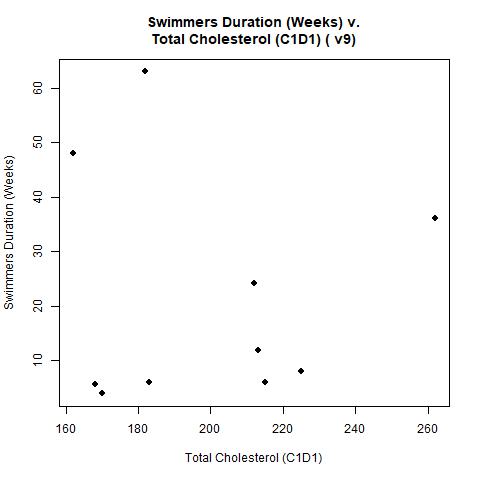 Swimmers Duration (Weeks) v.
Total Cholesterol (C1D1) ( v9)
Swimmers Duration (Weeks)
60
50
40
30
20
10
160 180 200 220 240 260
Total Cholesterol (C1D1)